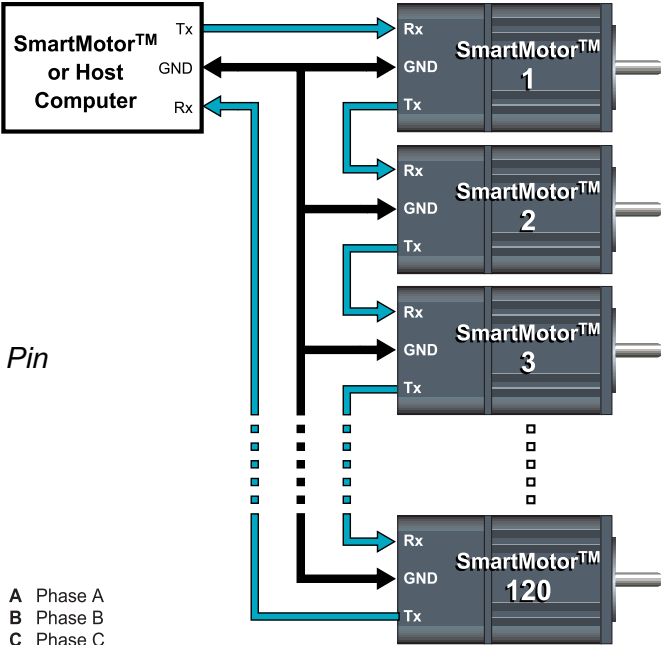 SmartMotor™
or Host
Computer
Tx
GND
Rx
Rx
GND
Tx
SmartMotor™
1
Rx
GND
Tx
SmartMotor™
2
Rx
GND
Tx
SmartMotor™
3
Pin
Rx
GND
Tx
SmartMotor™
120
A Phase A
B Phase B
C Phase C